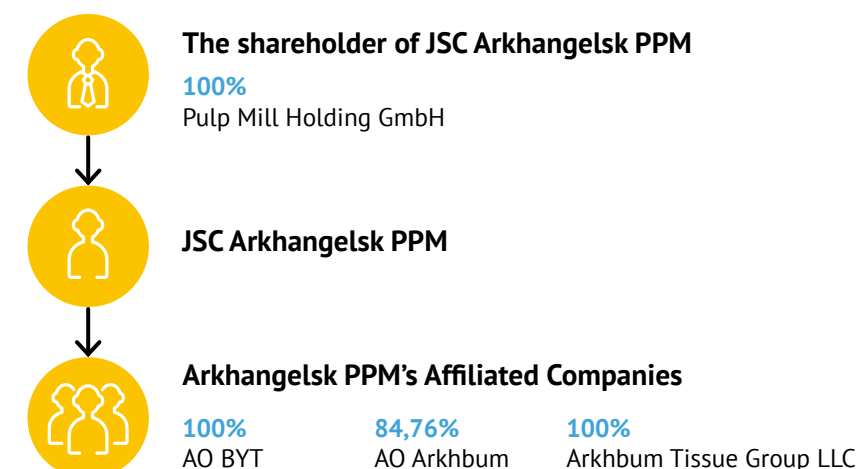 The shareholder of JSC Arkhangelsk PPM
100%
Pulp Mill Holding GmbH
JSC Arkhangelsk PPM
Arkhangelsk PPM’s Affiliated Companies
100% 84,76% 100%
AO BYT AO Arkhbum Arkhbum Tissue Group LLC